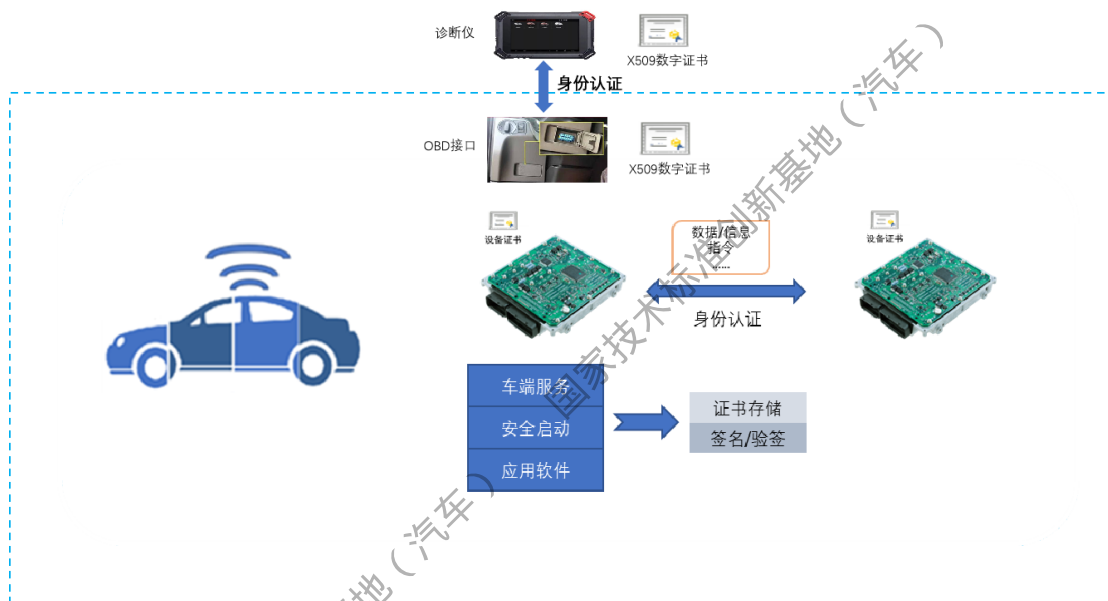 诊断仪
X509数字证书
身份认证
OBD接口
X509数字证书
设备证书
数据/信息
指令
......
设备证书
身份认证
车端服务
安全启动
应用软件
证书存储
签名/验签
国家技术标准创新基地（汽车）
基地（汽车）